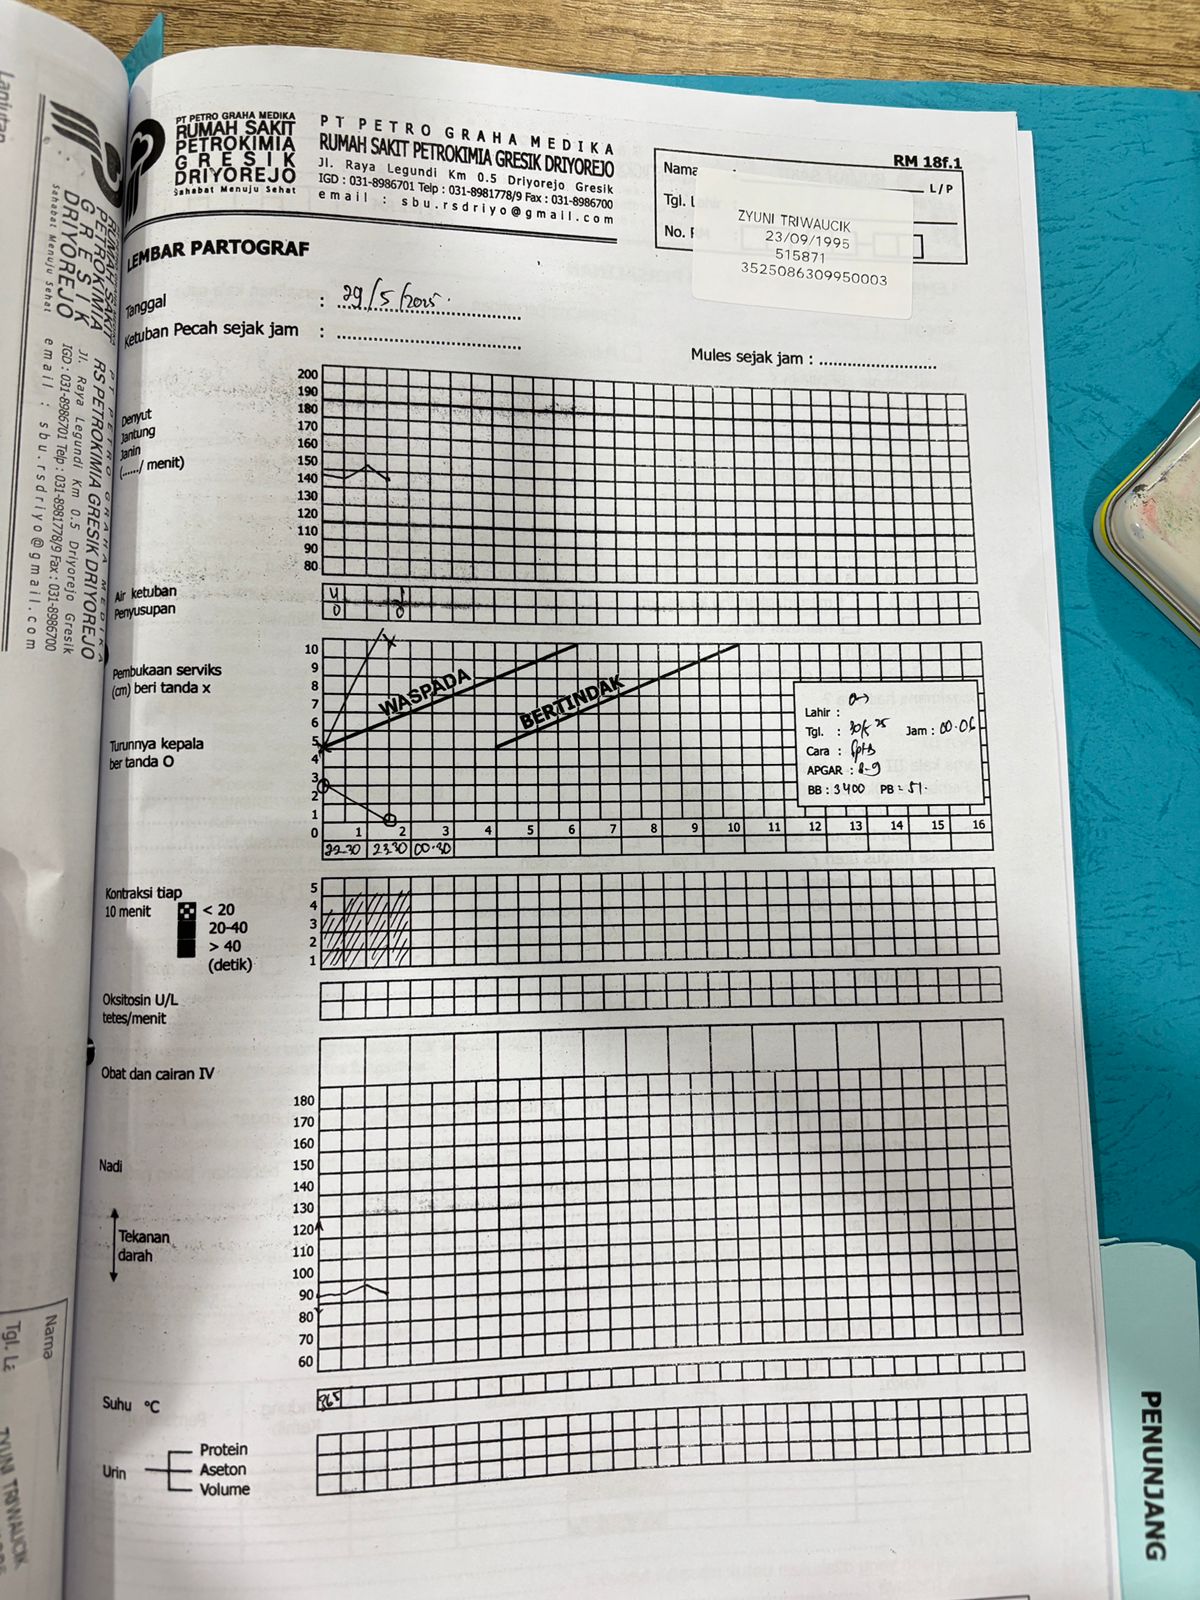 PT PETRO GRAHA MEDIKA
RUMAH SAKIT
PETROKIMIA
GRESIK
DRIYOREJO
Sahabat Menuju Sehat
PT PETRO GRAHA MEDIKA
RUMAH SAKIT PETROKIMIA GRESIK DRIYOREJO
Jl. Raya Legundi Km 0.5 Driyorejo Gresik
IGD : 031-8986701 Telp : 031-8981778/9 Fax : 031-8986700
email : sbu.rsdriyo@gmail.com
RM 18f.1
Nama
L/P
Tgl. L
No. R
ZYUNI TRIWAUCIK
23/09/1995
515871
3525086309950003
LEMBAR PARTOGRAF
Tanggal : 29/5/2025.
Ketuban Pecah sejak jam : ..............................
Mules sejak jam : ..........................
Denyut
Jantung
Janin
(....../ menit)
200
190
180
170
160
150
140
130
120
110
90
80
Air ketuban
Penyusupan
U
0
0
Pembukaan serviks
(cm) beri tanda x
Turunnya kepala
ber tanda O
10
9
8
7
6
5
4
3
2
1
0
WASPADA
BERTINDAK
Lahir :
Tgl. : Jam : 00.06
Cara :
APGAR : 8-9
BB : 3400 PB = 51.
1 2 3 4 5 6 7 8 9 10 11 12 13 14 15 16
22.30 23.30 00.30
Kontraksi tiap
10 menit
< 20
20-40
> 40
(detik)
5
4
3
2
1
Oksitosin U/L
tetes/menit
Obat dan cairan IV
180
170
160
150
140
130
120
110
100
90
80
70
60
Nadi
Tekanan
darah
Suhu °C
365
Urin
Protein
Aseton
Volume
PENUNJANG
Lanjutan
GRESIK
DRIYOREJO
Sahabat Menuju Sehat
RS PETROKIMIA GRESIK DRIYOREJO
Jl. Raya Legundi Km 0.5 Driyorejo Gresik
IGD : 031-8986701 Telp : 031-8981778/9 Fax : 031-8986700
email : sbu.rsdriyo@gmail.com
Nama
Tgl. La
ZYUNI TRIWAUCIK